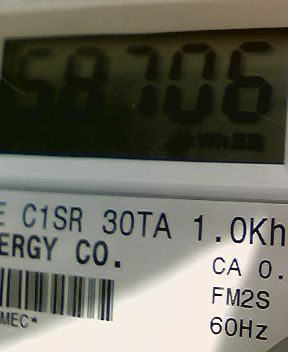 58706
kWh
E C1SR 30TA 1.0Kh
ERGY CO.
CA 0.
FM2S
MEC*
60Hz